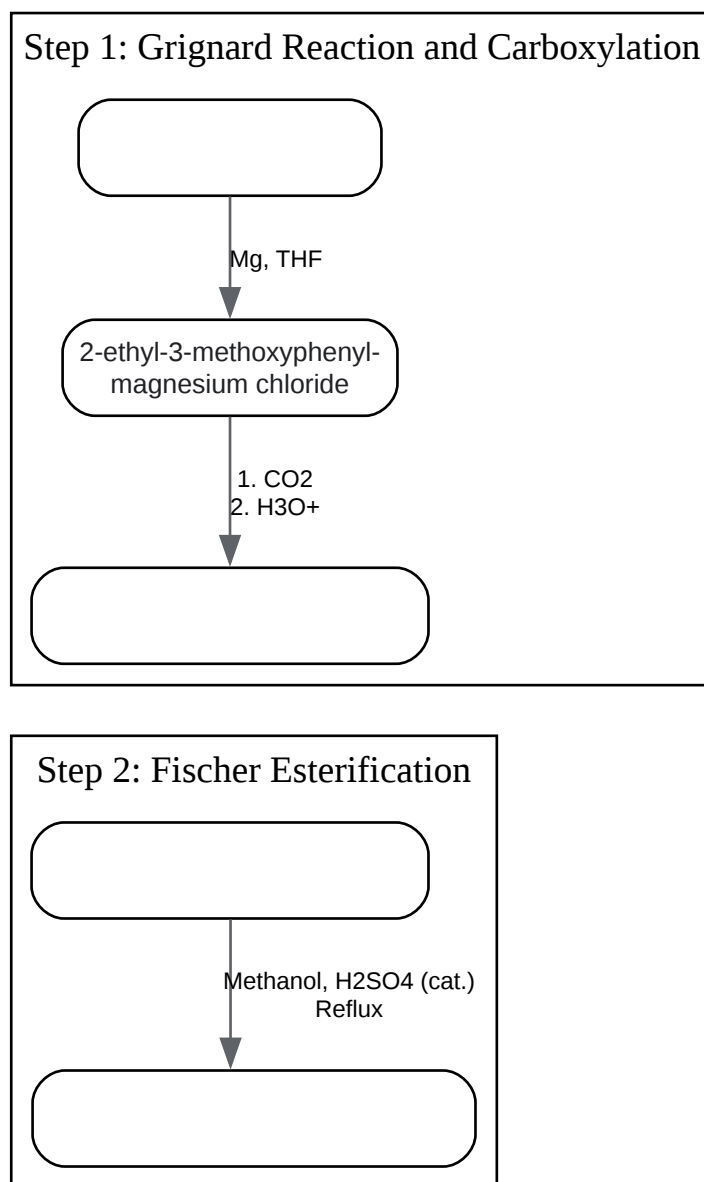 Step 1: Grignard Reaction and Carboxylation
Mg, THF
2-ethyl-3-methoxyphenyl-
magnesium chloride
1. CO2
2. H3O+
Step 2: Fischer Esterification
Methanol, H2SO4 (cat.)
Reflux